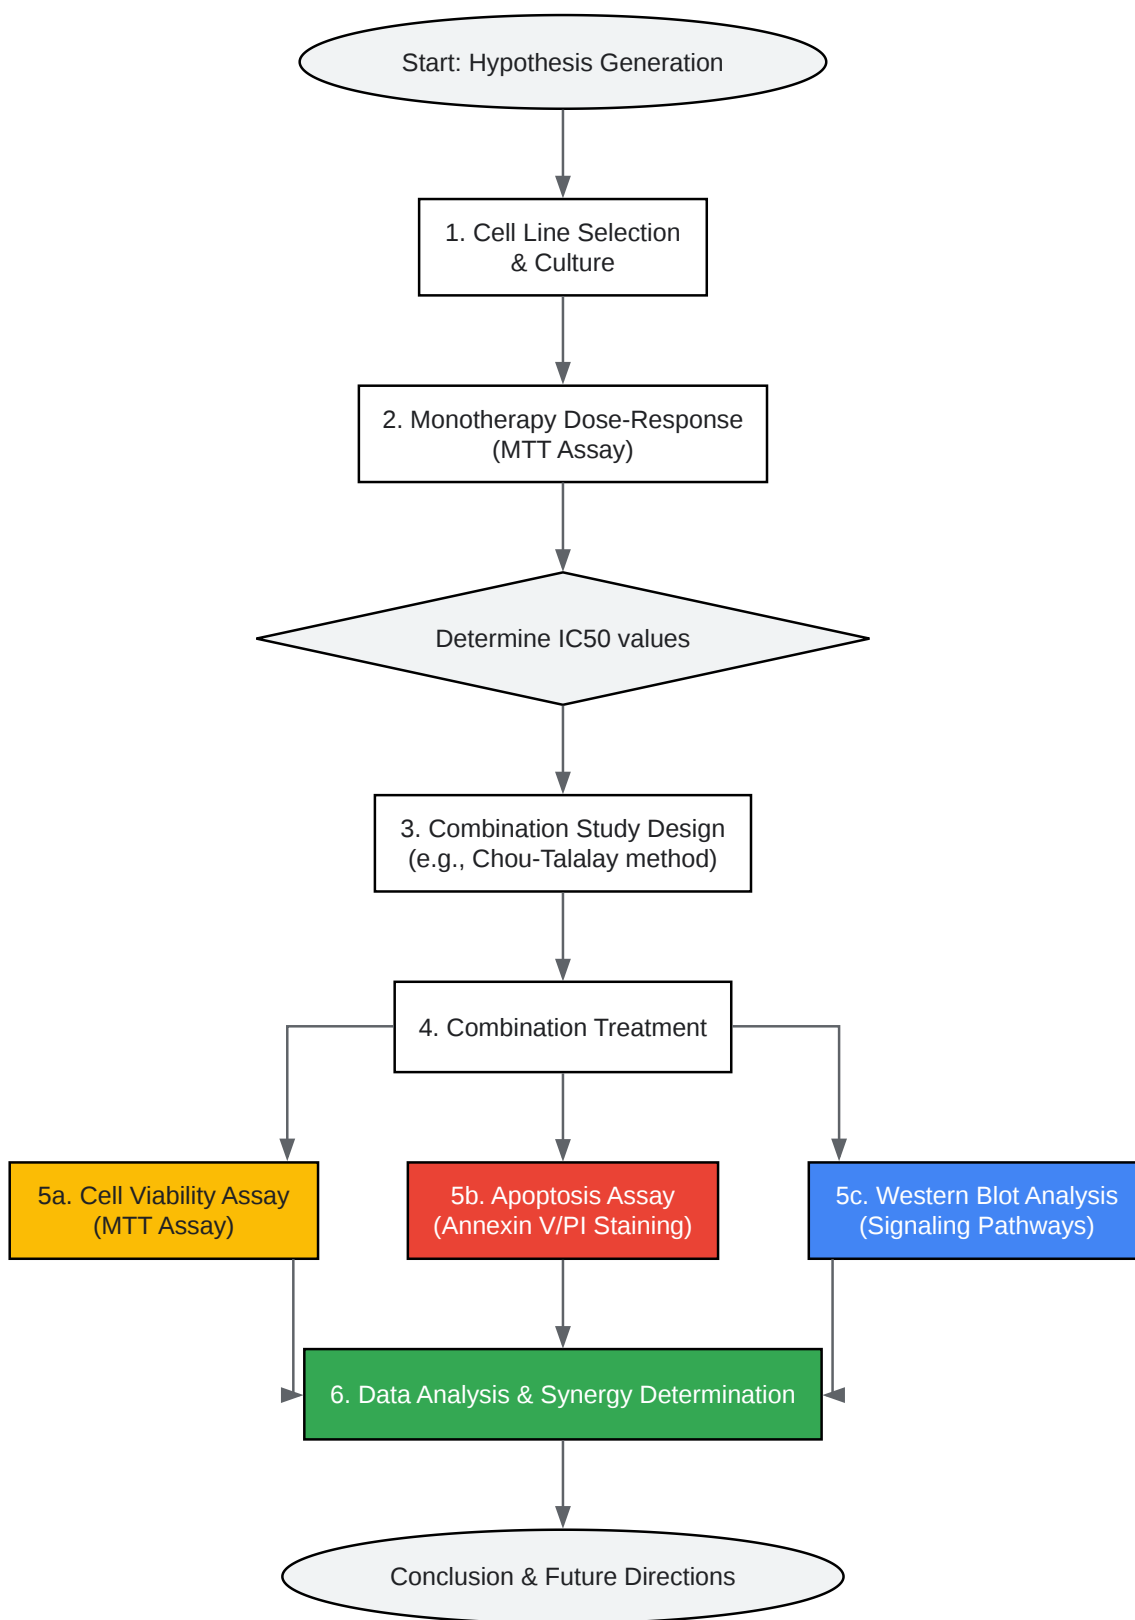 Start: Hypothesis Generation
1. Cell Line Selection
& Culture
2. Monotherapy Dose-Response
(MTT Assay)
Determine IC50 values
3. Combination Study Design
(e.g., Chou-Talalay method)
4. Combination Treatment
5a. Cell Viability Assay
(MTT Assay)
5b. Apoptosis Assay
(Annexin V/PI Staining)
5c. Western Blot Analysis
(Signaling Pathways)
6. Data Analysis & Synergy Determination
Conclusion & Future Directions